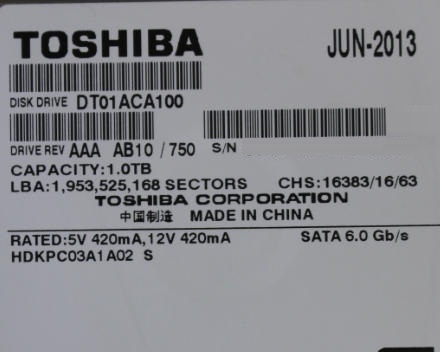 TOSHIBA JUN-2013
DISK DRIVE DT01ACA100
DRIVE REV AAA AB10 / 750 S/N
CAPACITY:1.0TB
LBA:1,953,525,168 SECTORS CHS:16383/16/63
TOSHIBA CORPORATION
中国制造 MADE IN CHINA
RATED:5V 420mA,12V 420mA SATA 6.0 Gb/s
HDKPC03A1A02 S